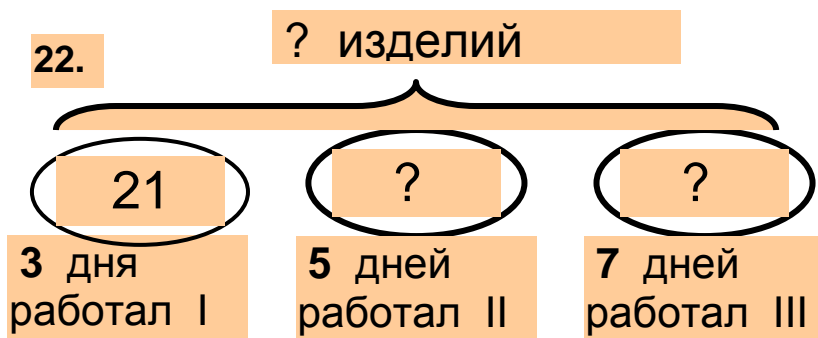 ? изделий
22.
21
?
?
3 дня
работал I
5 дней
работал II
7 дней
работал III